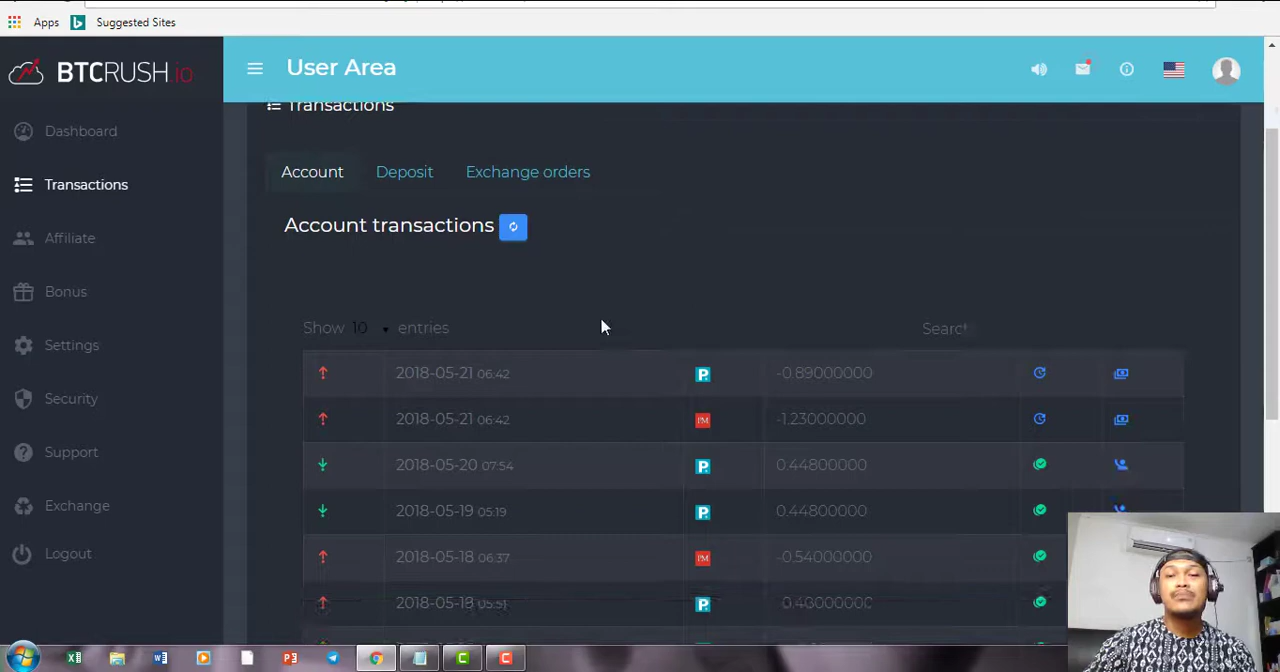 Apps Suggested Sites
BTCRUSH.io
User Area
Transactions
Dashboard
Transactions
Affiliate
Bonus
Settings
Security
Support
Exchange
Logout
Account Deposit Exchange orders
Account transactions
Show 10 entries
Search
2018-05-21 06:42 P -0.89000000
2018-05-21 06:42 PM -1.23000000
2018-05-20 07:54 P 0.44800000
2018-05-19 05:19 P 0.44800000
2018-05-18 06:37 PM -0.54000000
2018-05-18 05:51 P